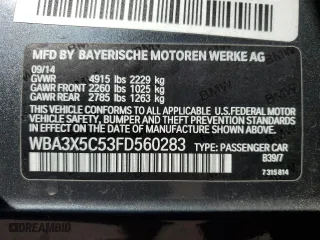 MFD BY BAYERISCHE MOTOREN WERKE AG
09/14
GVWR 4915 lbs 2229 kg
GAWR FRONT 2260 lbs 1025 kg
GAWR REAR 2785 lbs 1263 kg
THIS VEHICLE CONFORMS TO ALL APPLICABLE U.S. FEDERAL MOTOR
VEHICLE SAFETY, BUMPER AND THEFT PREVENTION STANDARDS
IN EFFECT ON THE DATE OF MANUFACTURE SHOWN ABOVE.
WBA3X5C53FD560283 TYPE: PASSENGER CAR
B39/7
7 315 814
DREAMBID